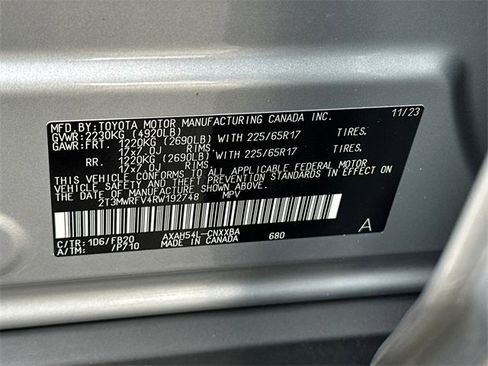 MFD.BY:TOYOTA MOTOR MANUFACTURING CANADA INC. 11/23
GVWR:2230KG (4920LB)
GAWR:FRT. 1220KG (2690LB) WITH 225/65R17 TIRES.
17x7.0J RIMS.
RR. 1220KG (2690LB) WITH 225/65R17 TIRES.
17x7.0J RIMS.
THIS VEHICLE CONFORMS TO ALL APPLICABLE FEDERAL MOTOR
VEHICLE SAFETY AND THEFT PREVENTION STANDARDS IN EFFECT
ON THE DATE OF MANUFACTURE SHOWN ABOVE.
2T3MWRFV4RW192748 MPV
C/TR:1D6/FB20 AXAH54L-CNXXBA A
A/TM: /P710 MADE IN CANADA 680